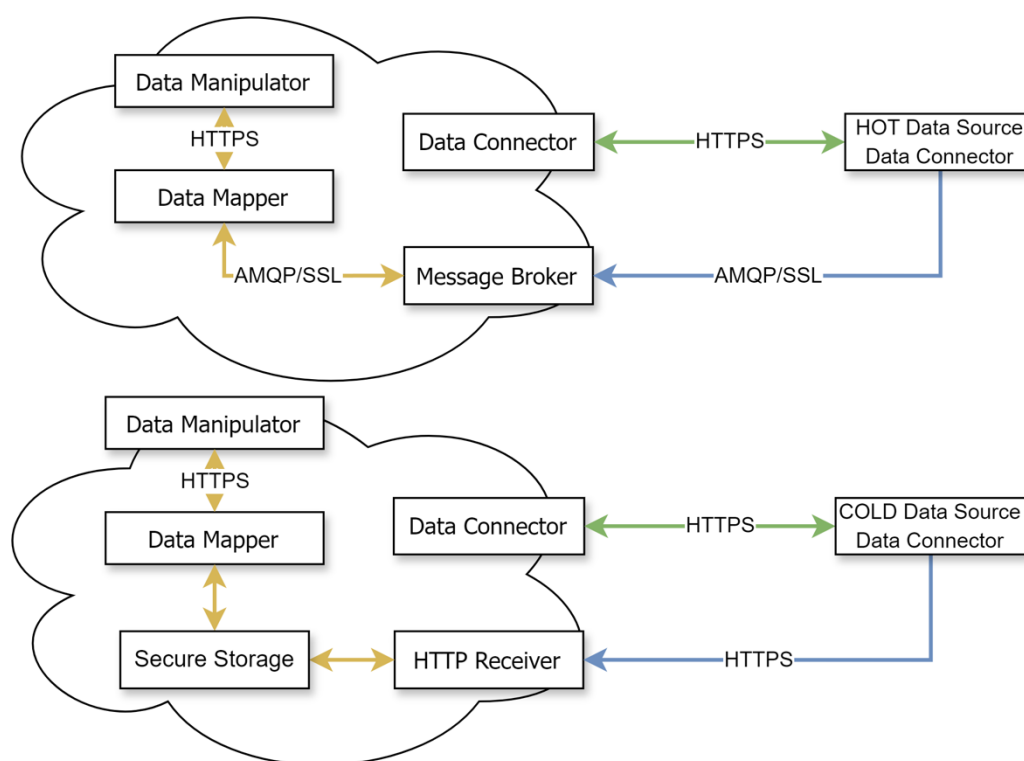 Data Manipulator
HTTPS
Data Connector
HTTPS
HOT Data Source
Data Connector
Data Mapper
AMQP/SSL
Message Broker
AMQP/SSL
Data Manipulator
HTTPS
Data Connector
HTTPS
COLD Data Source
Data Connector
Data Mapper
Secure Storage
HTTP Receiver
HTTPS